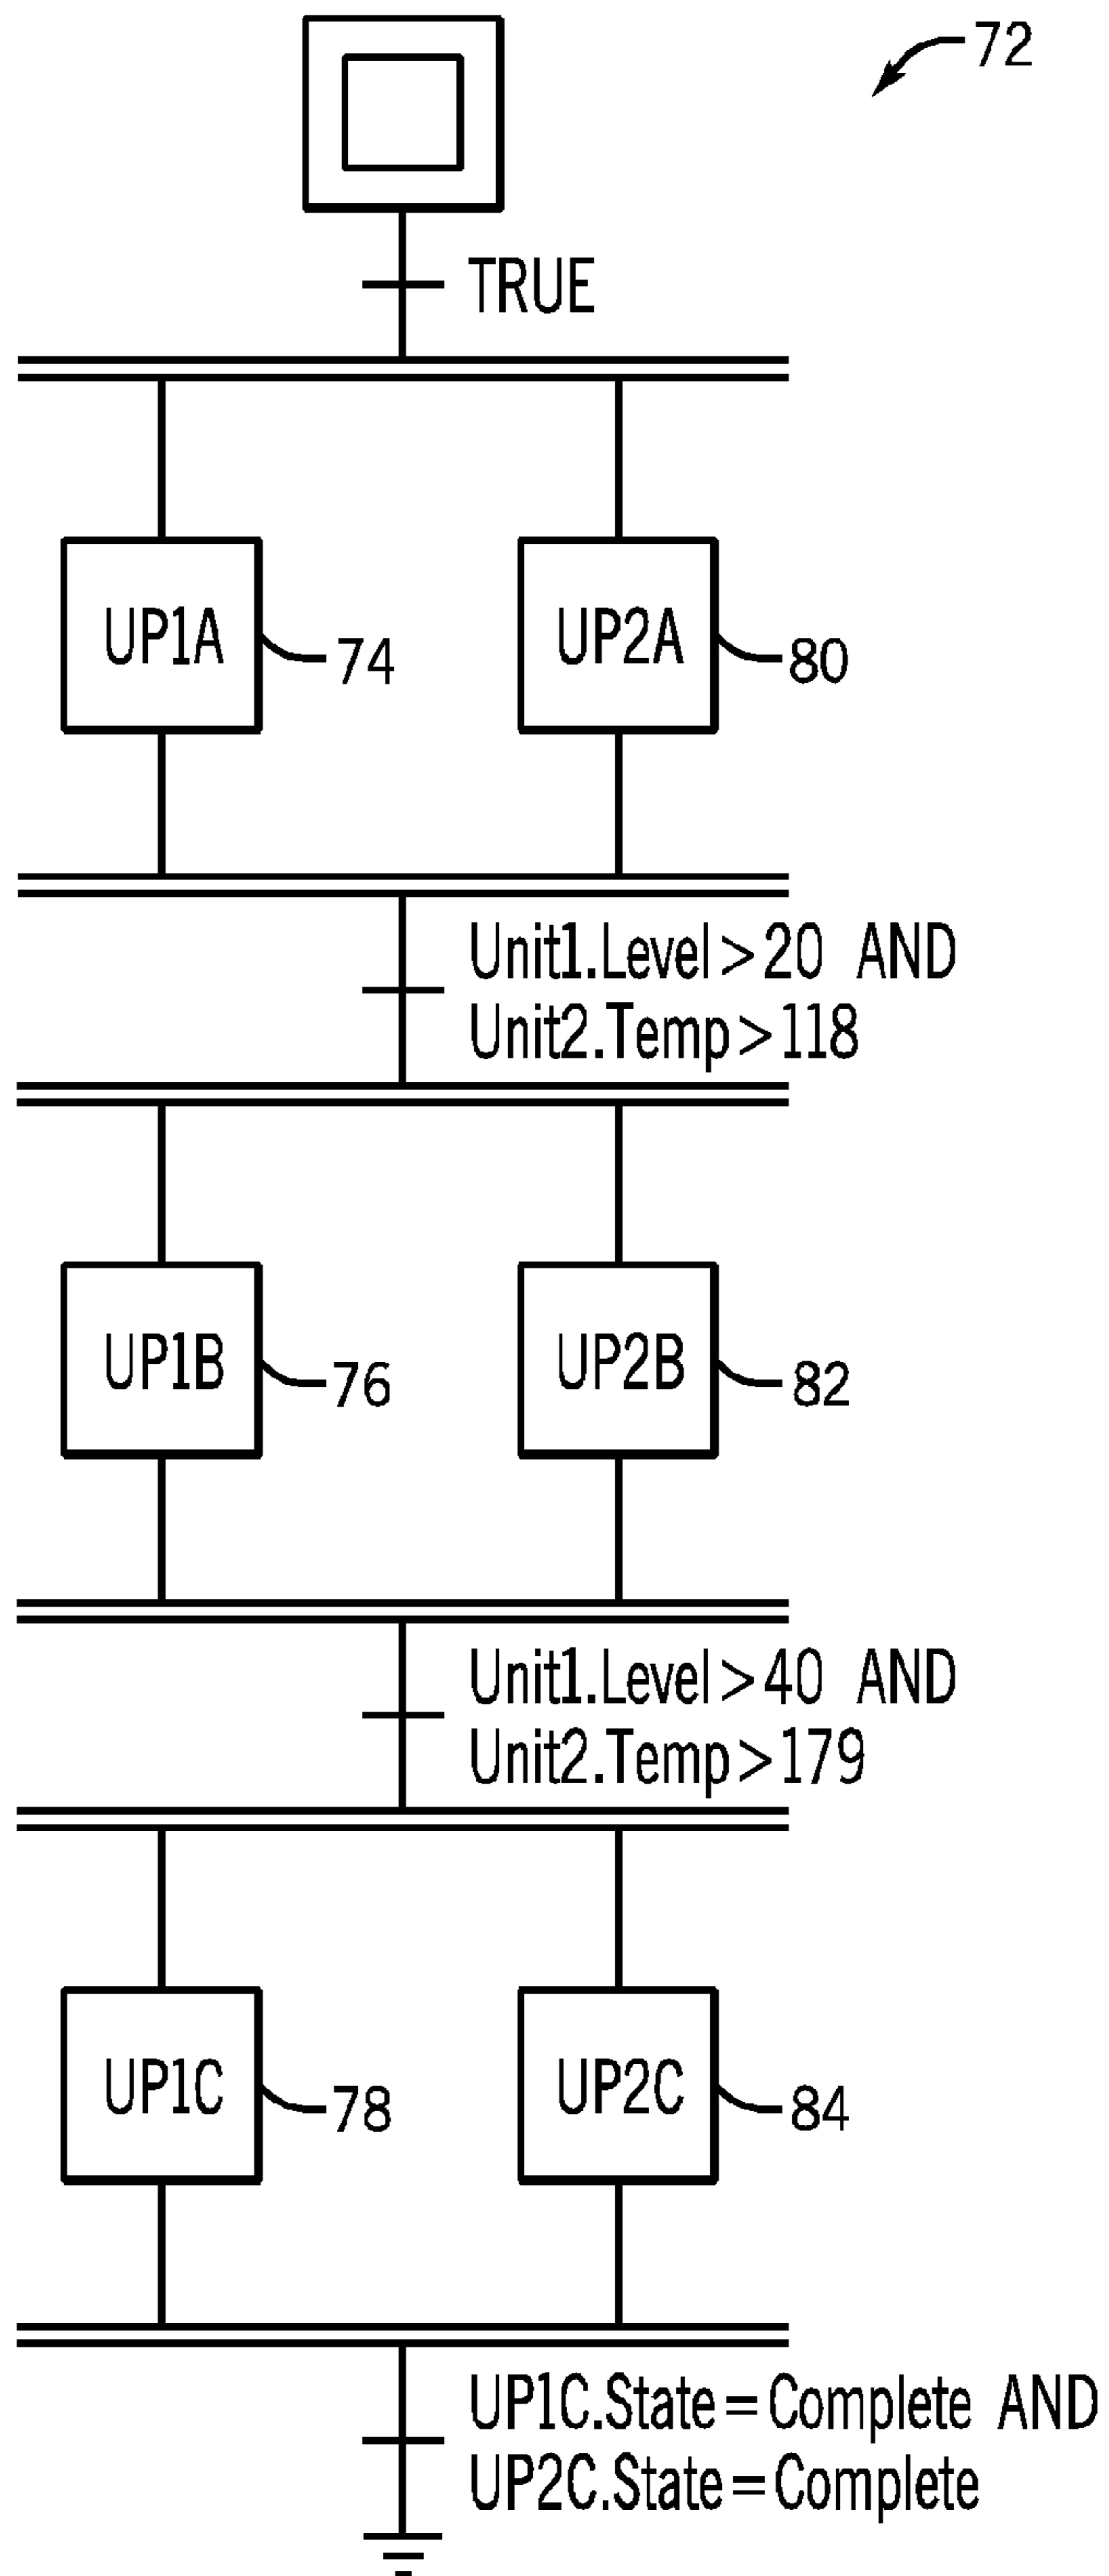 72
TRUE
UP1A
74
UP2A
80
Unit1.Level>20 AND
Unit2.Temp>118
UP1B
76
UP2B
82
Unit1.Level>40 AND
Unit2.Temp>179
UP1C
78
UP2C
84
UP1C.State=Complete AND
UP2C.State=Complete